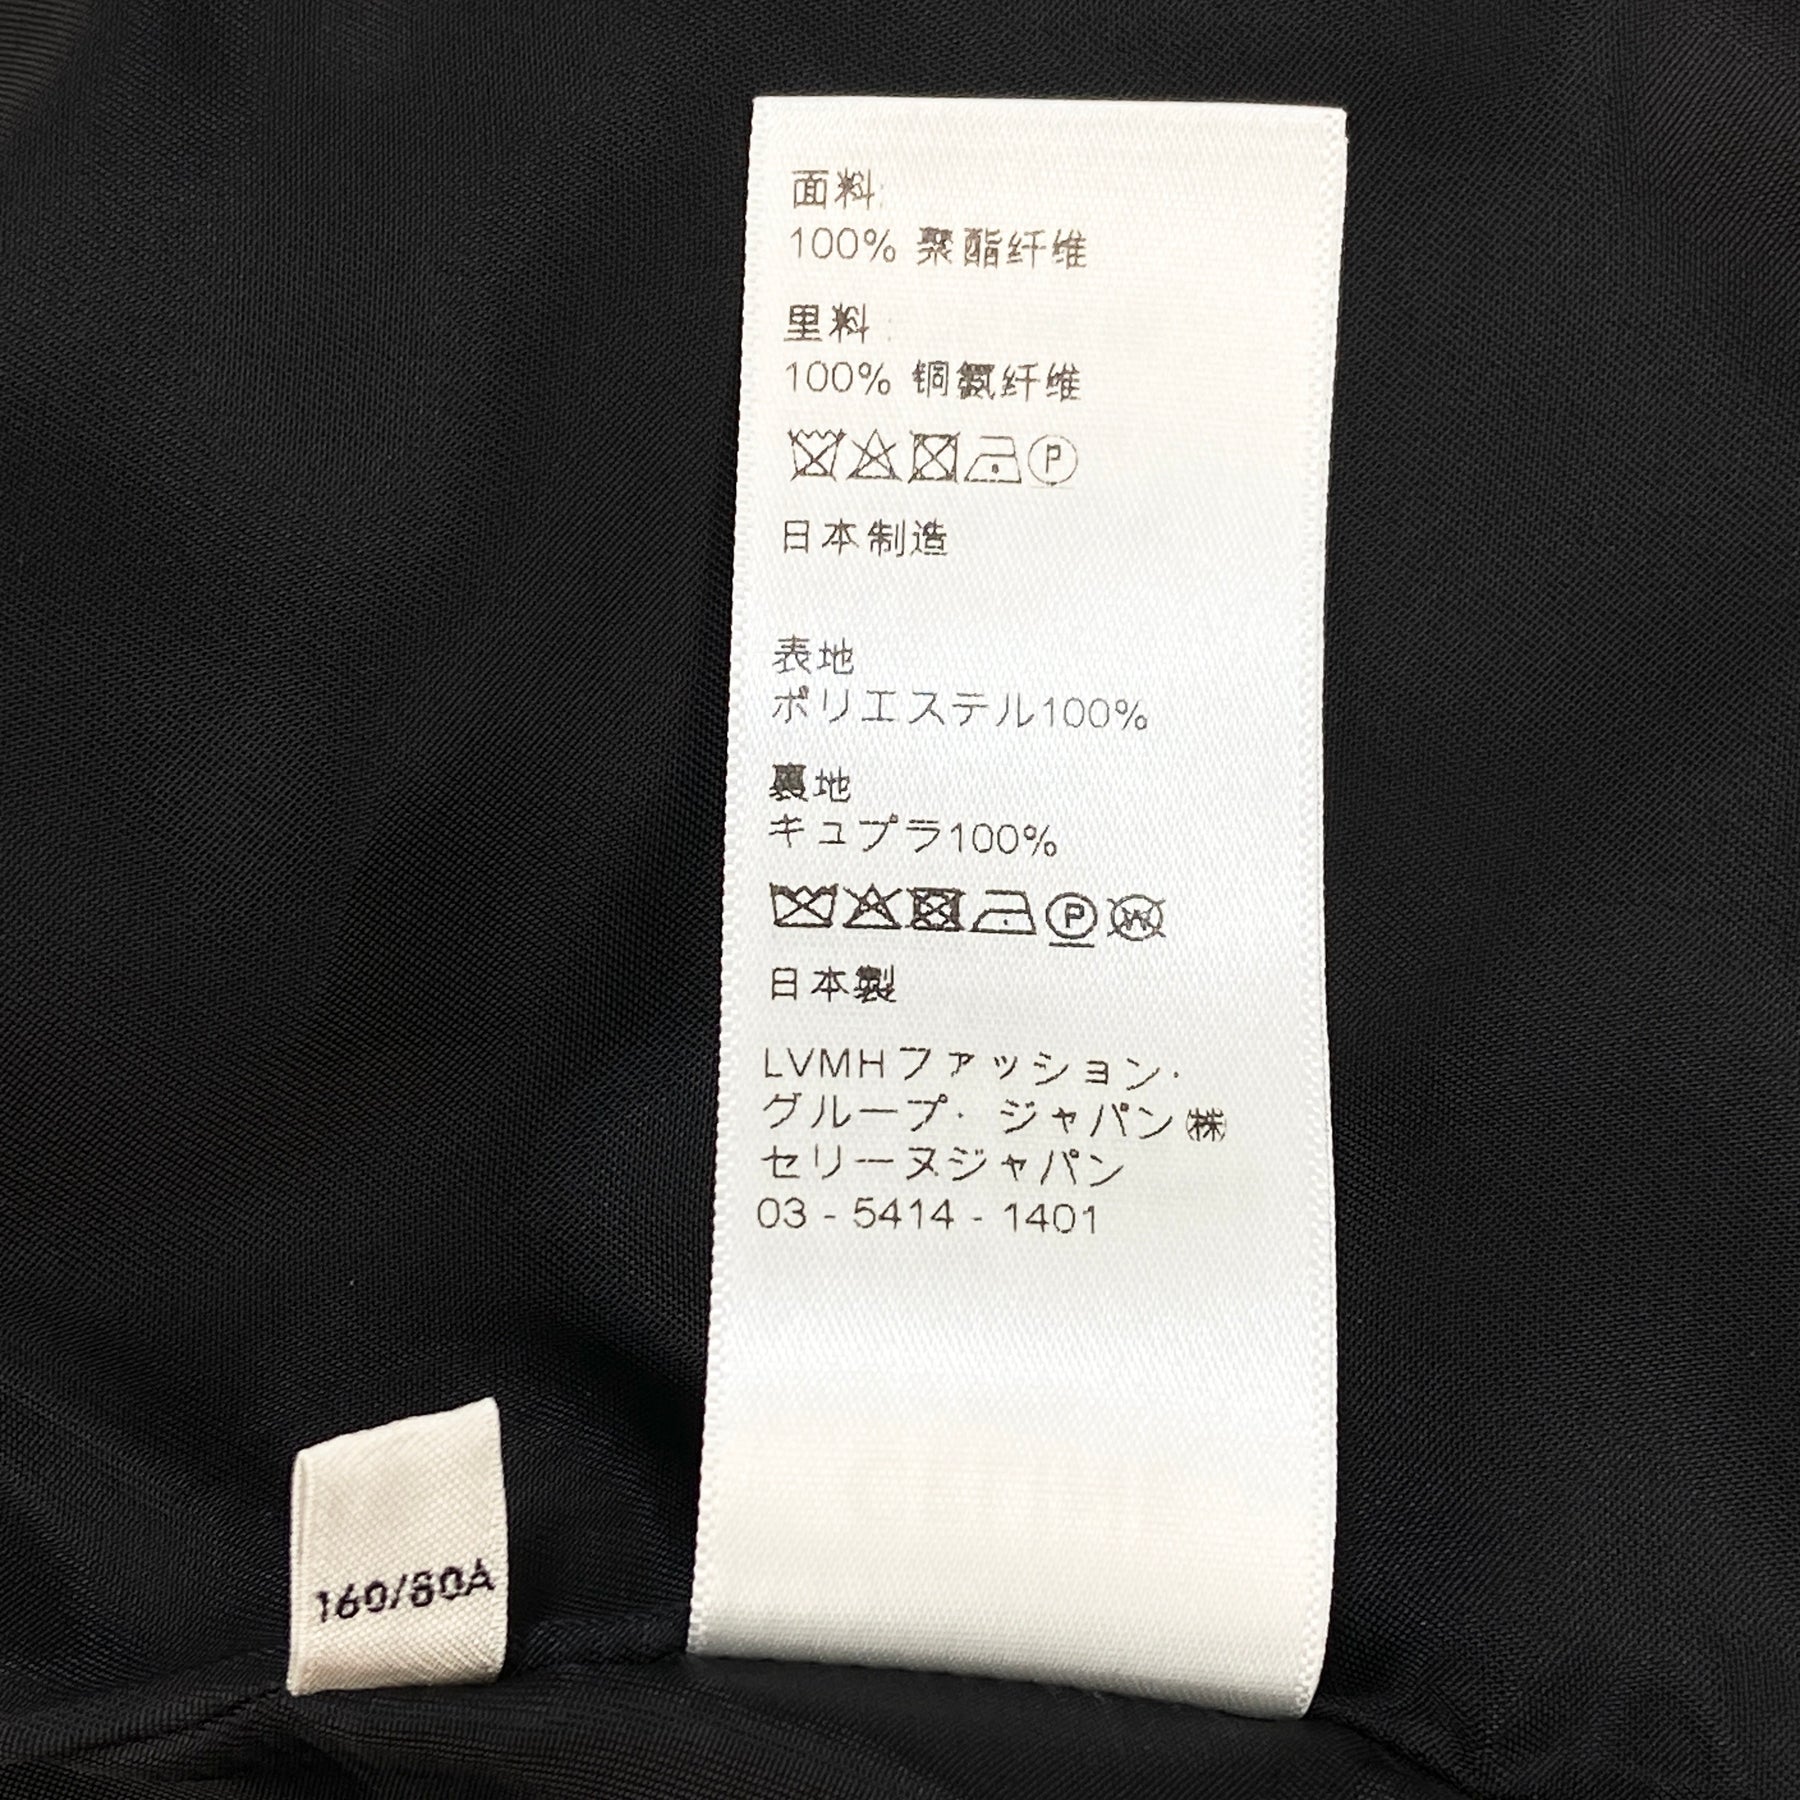 面料:
100% 聚酯纤维
里料:
100% 铜氨纤维
P
日本制造
表地
ポリエステル100%
裏地
キュプラ100%
P W
日本製
LVMHファッション・
グループ・ジャパン㈱
セリーヌジャパン
03-5414-1401
160/80A